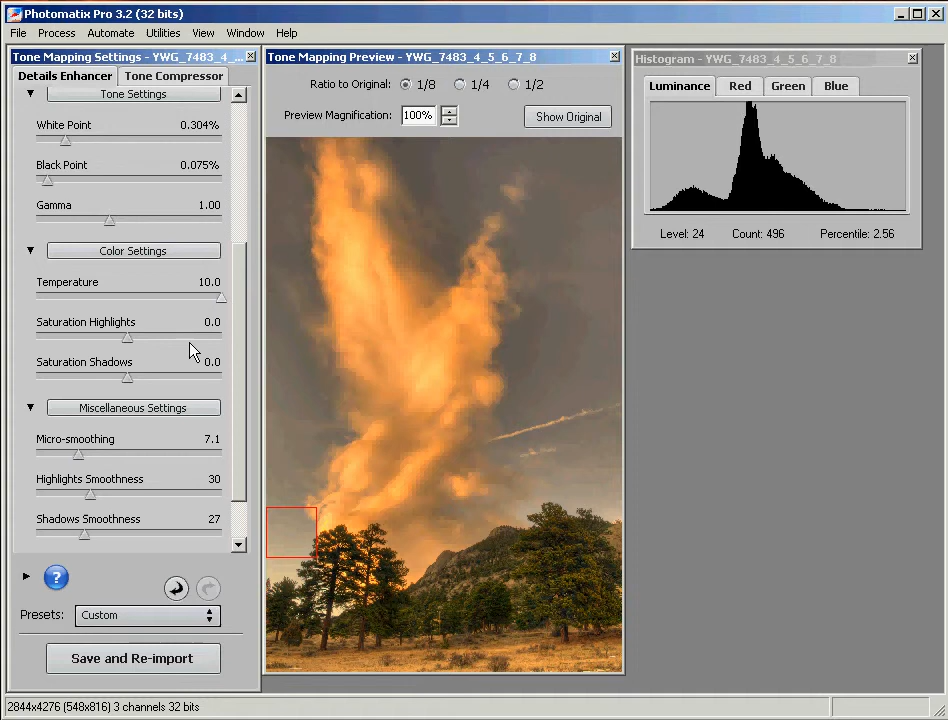 Photomatix Pro 3.2 (32 bits)
File Process Automate Utilities View Window Help
Tone Mapping Settings - YWG_7483_4_...
Details Enhancer Tone Compressor
Tone Settings
White Point 0.304%
Black Point 0.075%
Gamma 1.00
Color Settings
Temperature 10.0
Saturation Highlights 0.0
Saturation Shadows 0.0
Miscellaneous Settings
Micro-smoothing 7.1
Highlights Smoothness 30
Shadows Smoothness 27
?
Presets: Custom
Save and Re-import
Tone Mapping Preview - YWG_7483_4_5_6_7_8
Ratio to Original: 1/8 1/4 1/2
Preview Magnification: 100% Show Original
Histogram - YWG_7483_4_5_6_7_8
Luminance Red Green Blue
Level: 24 Count: 496 Percentile: 2.56
2844x4276 (548x816) 3 channels 32 bits